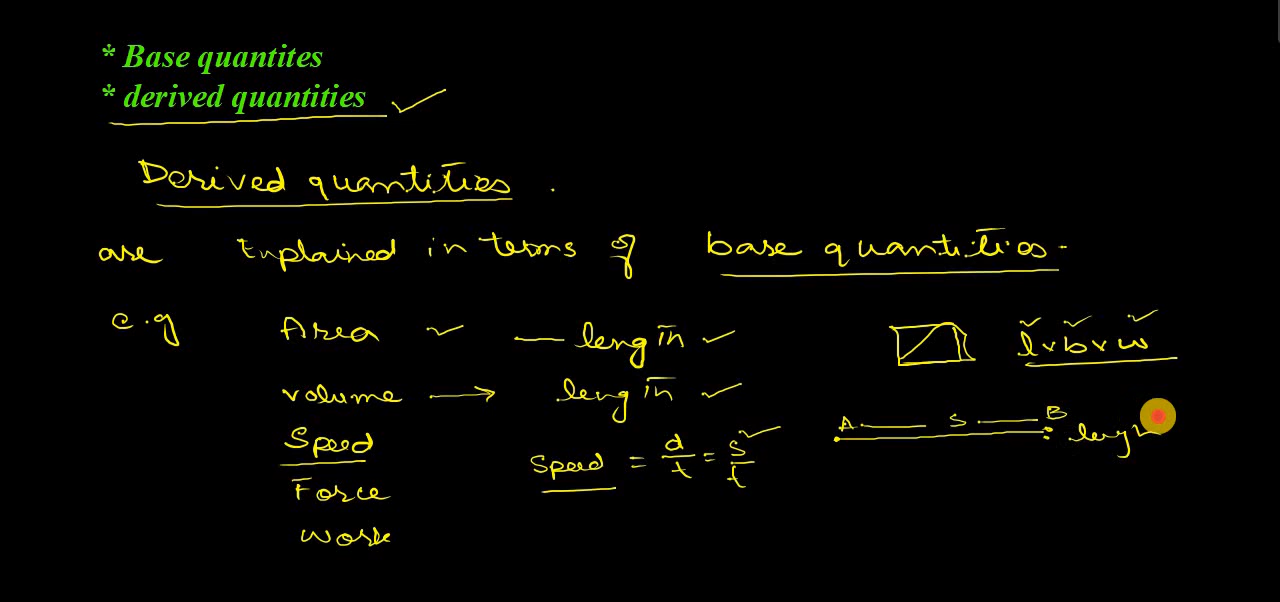 * Base quantites
* derived quantities
Derived quantities .
are Explained in terms of base quantities.
e.g Area — length l x b x w
volume → length
A — S — B length
Speed Speed = d/t = S/t
Force
Work